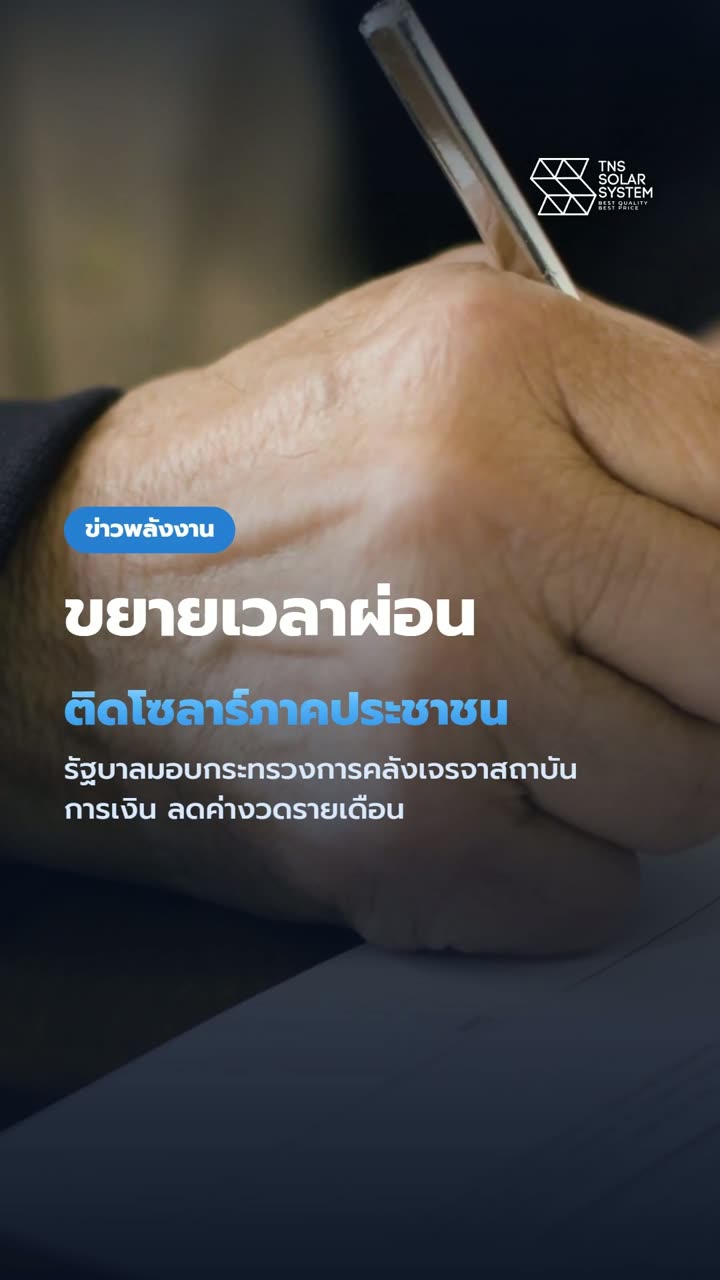 TNS
SOLAR
SYSTEM
BEST QUALITY
BEST PRICE
ข่าวพลังงาน
ขยายเวลาผ่อน
ติดโซลาร์ภาคประชาชน
รัฐบาลมอบกระทรวงการคลังเจรจาสถาบัน
การเงิน ลดค่างวดรายเดือน